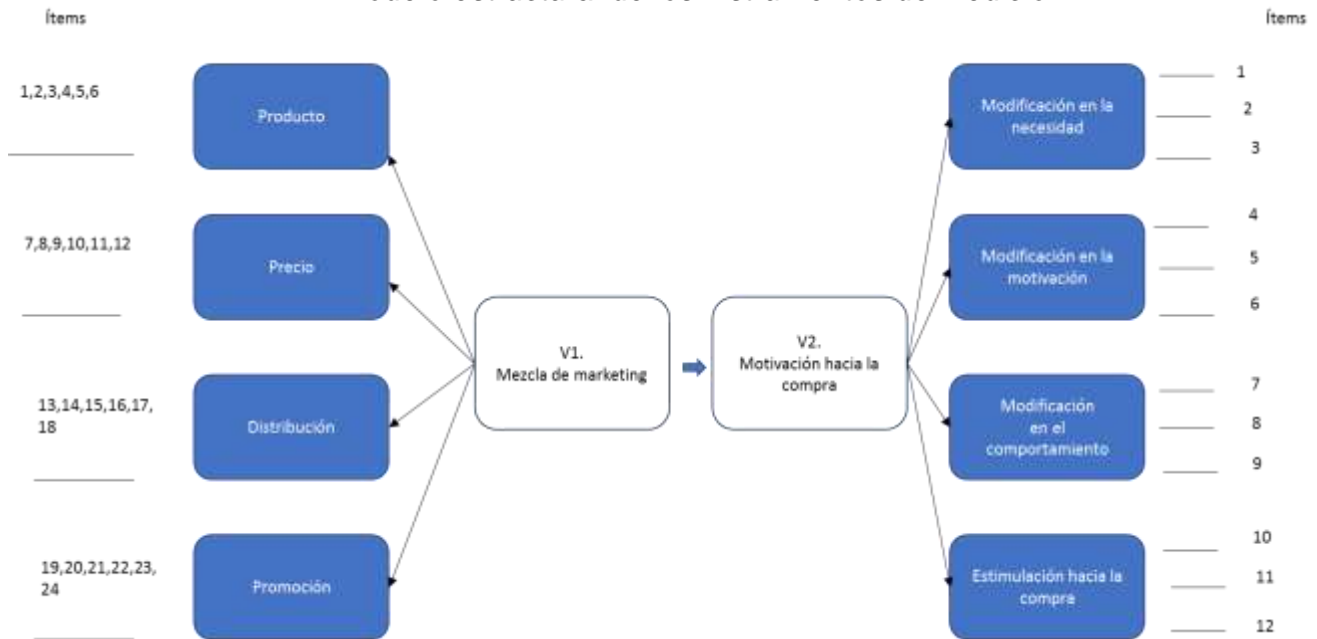 Ítems
Ítems
1,2,3,4,5,6
Producto
7,8,9,10,11,12
Precio
13,14,15,16,17,
18
Distribución
19,20,21,22,23,
24
Promoción
V1.
Mezcla de marketing
V2.
Motivación hacia la
compra
Modificación en la
necesidad
1
2
3
Modificación en la
motivación
4
5
6
Modificación
en el
comportamiento
7
8
9
Estimulación hacia la
compra
10
11
12